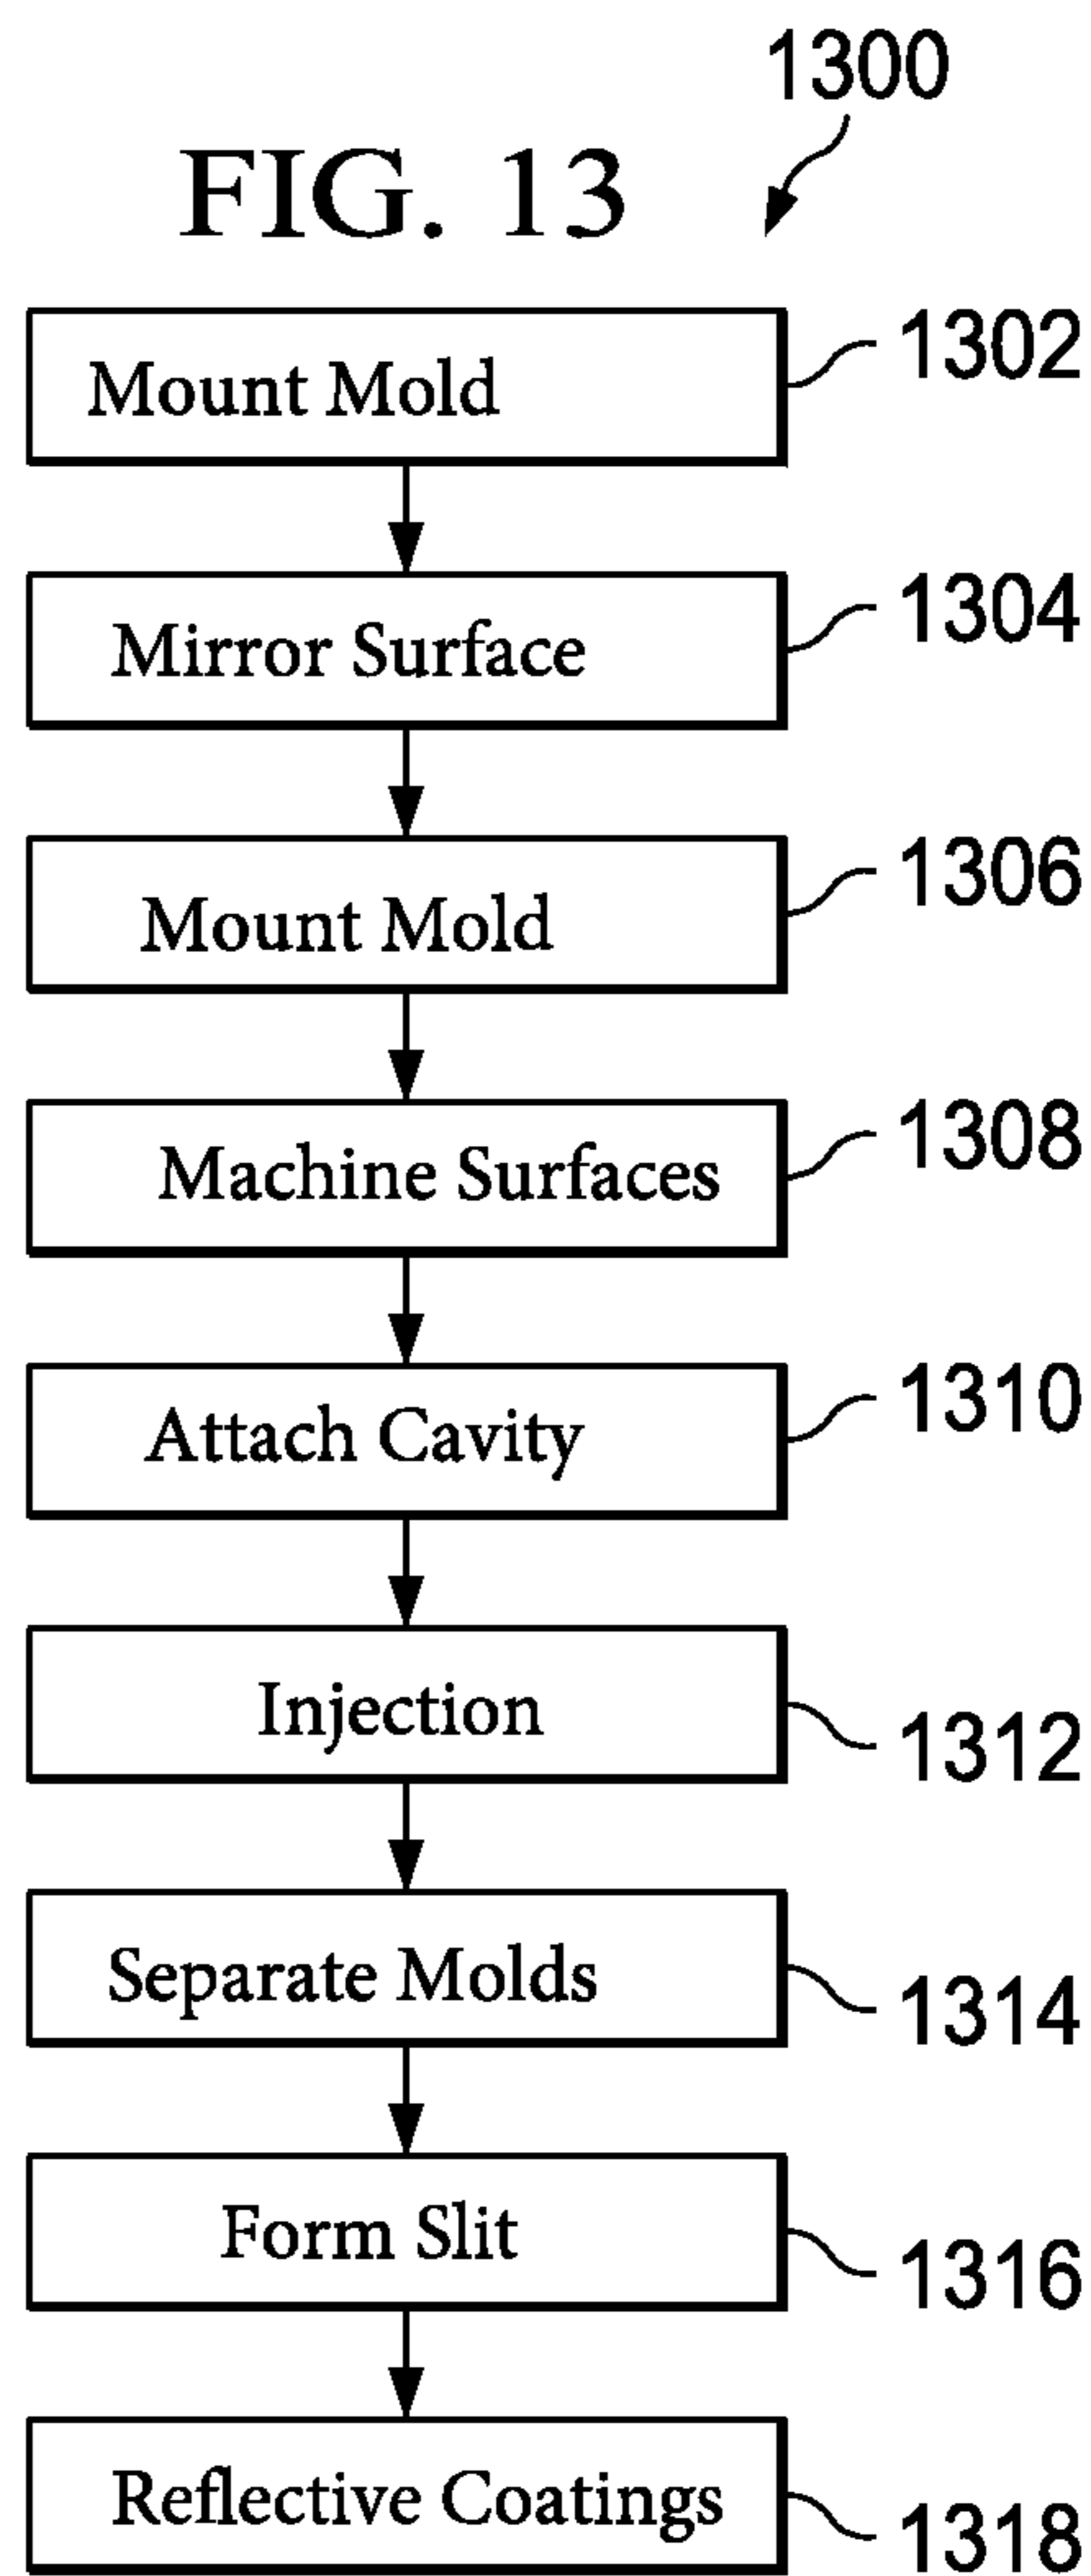 1300
FIG. 13
Mount Mold
1302
Mirror Surface
1304
Mount Mold
1306
Machine Surfaces
1308
Attach Cavity
1310
Injection
1312
Separate Molds
1314
Form Slit
1316
Reflective Coatings
1318